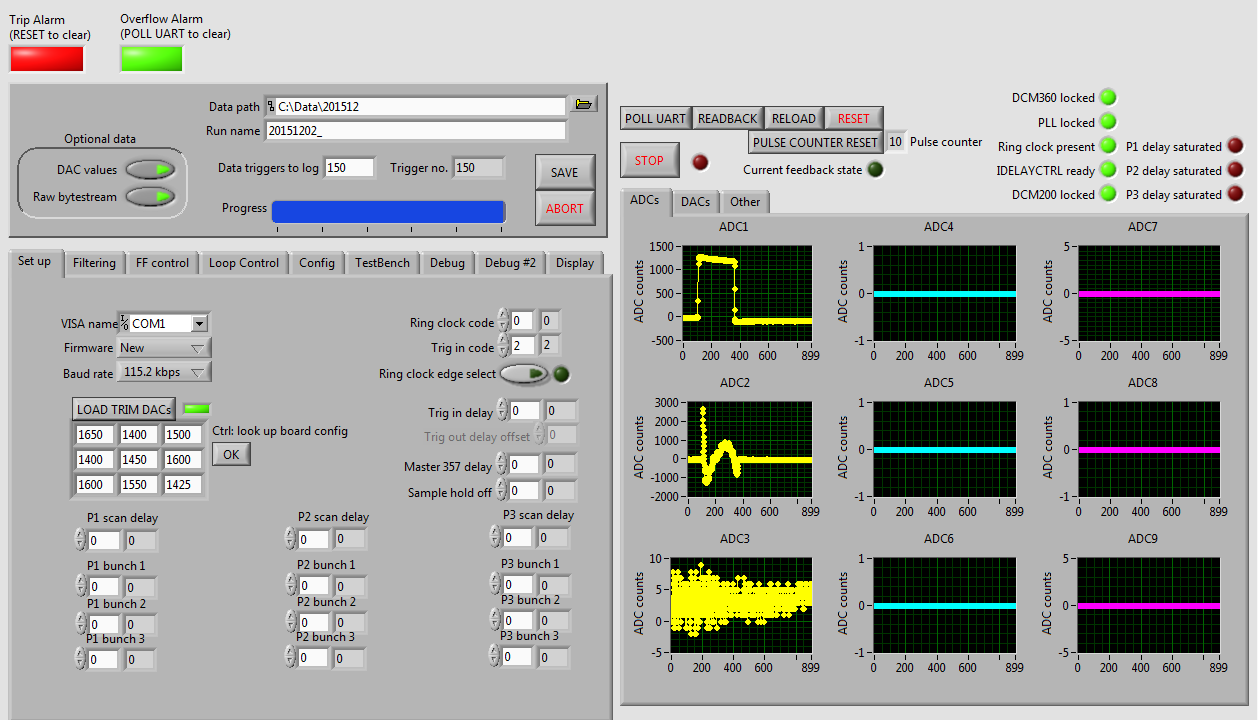 Trip Alarm
(RESET to clear)
Overflow Alarm
(POLL UART to clear)
Data path C:\Data\201512
Run name 20151202_
Optional data
DAC values
Raw bytestream
Data triggers to log 150 Trigger no. 150
Progress
SAVE
ABORT
POLL UART READBACK RELOAD RESET
PULSE COUNTER RESET 10 Pulse counter
STOP
Current feedback state
DCM360 locked
PLL locked
Ring clock present P1 delay saturated
IDELAYCTRL ready P2 delay saturated
DCM200 locked P3 delay saturated
Set up Filtering FF control Loop Control Config TestBench Debug Debug #2 Display
VISA name COM1
Firmware New
Baud rate 115.2 kbps
Ring clock code 0 0
Trig in code 2 2
Ring clock edge select
LOAD TRIM DACs
1650 1400 1500
1400 1450 1600
1600 1550 1425
Ctrl: look up board config
OK
Trig in delay 0 0
Trig out delay offset 0
Master 357 delay 0 0
Sample hold off 0 0
P1 scan delay P2 scan delay P3 scan delay
0 0 0 0 0 0
P1 bunch 1 P2 bunch 1 P3 bunch 1
0 0 0 0 0 0
P1 bunch 2 P2 bunch 2 P3 bunch 2
0 0 0 0 0 0
P1 bunch 3 P2 bunch 3 P3 bunch 3
0 0 0 0 0 0
ADCs DACs Other
ADC1
ADC counts
1500
1000
500
0
-500
0 200 400 600 899
ADC4
ADC counts
1
0
-1
0 200 400 600 899
ADC7
ADC counts
5
0
-5
0 200 400 600 899
ADC2
ADC counts
3000
2000
1000
0
-1000
-2000
0 200 400 600 899
ADC5
ADC counts
1
0
-1
0 200 400 600 899
ADC8
ADC counts
1
0
-1
0 200 400 600 899
ADC3
ADC counts
10
5
0
-5
0 200 400 600 899
ADC6
ADC counts
1
0
-1
0 200 400 600 899
ADC9
ADC counts
5
0
-5
0 200 400 600 899